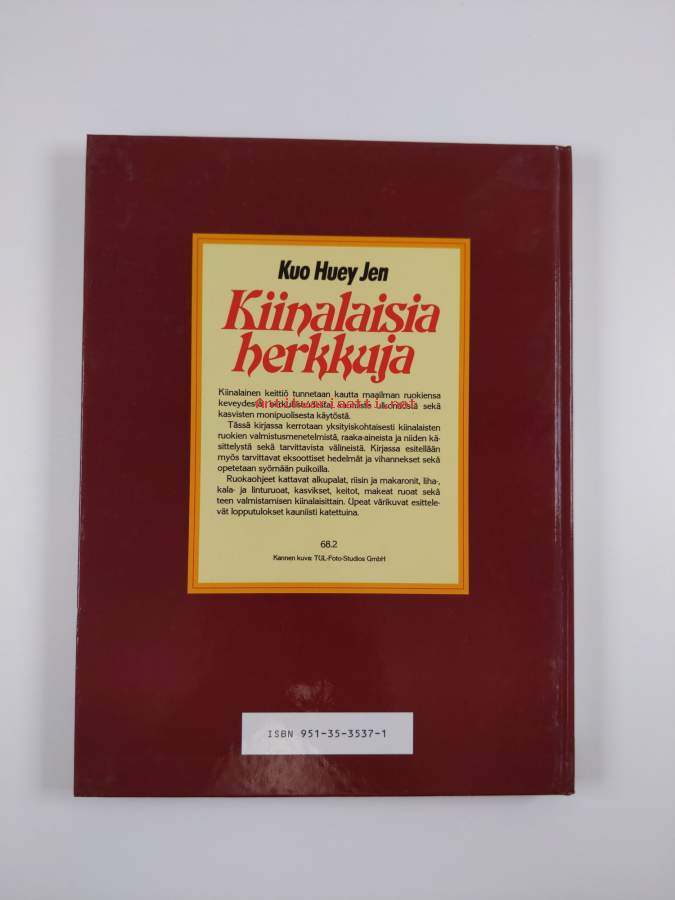 Kuo Huey Jen
Kiinalaisia
herkkuja
Kiinalainen keittiö tunnetaan kautta maailman ruokiensa
keveydestä, sekä
Antikvariaatti.net
kasvisten monipuolisesta käytöstä.
Tässä kirjassa kerrotaan yksityiskohtaisesti kiinalaisten
ruokien valmistusmenetelmistä, raaka-aineista ja niiden kä-
sittelystä sekä tarvittavista välineistä. Kirjassa esitellään
myös tarvittavat eksoottiset hedelmät ja vihannekset sekä
opetetaan syömään puikoilla.
Ruokaohjeet kattavat alkupalat, riisin ja makaronit, liha-,
kala- ja linturuoat, kasvikset, keitot, makeat ruoat sekä
teen valmistamisen kiinalaisittain. Upeat värikuvat esittele-
vät lopputulokset kauniisti katettuina.
68.2
Kannen kuva: TÜL-Foto-Studios GmbH
ISBN 951-35-3537-1